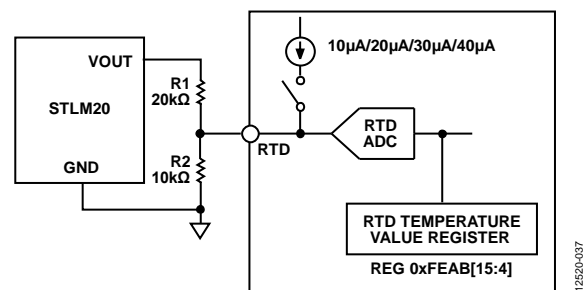 10µA/20µA/30µA/40µA
VOUT
R1
20kΩ
STLM20
RTD
ADC
RTD
R2
10kΩ
GND
RTD TEMPERATURE
VALUE REGISTER
REG 0xFEAB[15:4]
12520-037